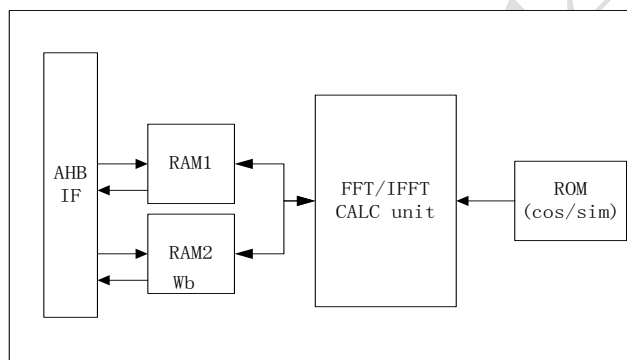 AHB
IF
RAM1
RAM2
Wb
FFT/IFFT
CALC unit
ROM
(cos/sim)